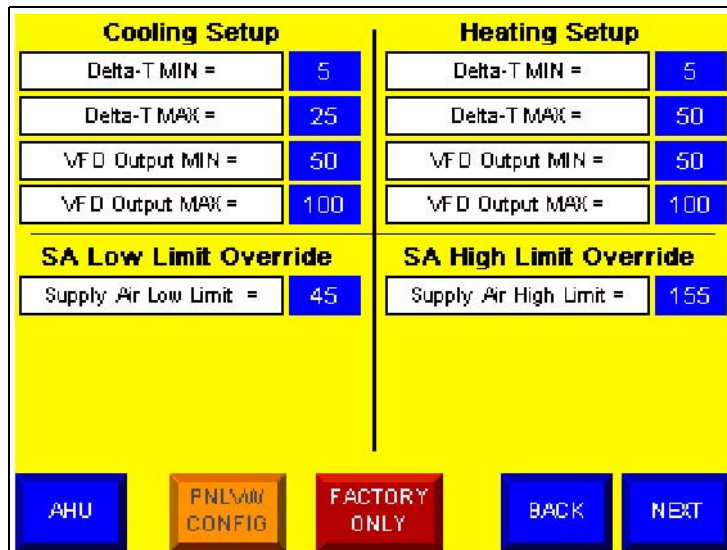 Cooling Setup
Delta-T MIN = 5
Delta-T MAX = 25
VFD Output MIN = 50
VFD Output MAX = 100
SA Low Limit Override
Supply Air Low Limit = 45
Heating Setup
Delta-T MIN = 5
Delta-T MAX = 50
VFD Output MIN = 50
VFD Output MAX = 100
SA High Limit Override
Supply Air High Limit = 155
AHU
PNLVW
CONFIG
FACTORY
ONLY
BACK
NEXT